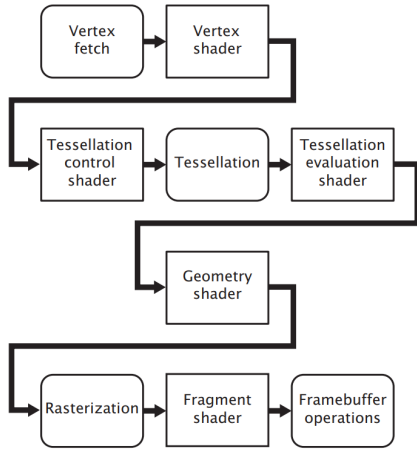 Vertex
fetch
Vertex
shader
Tessellation
control
shader
Tessellation
Tessellation
evaluation
shader
Geometry
shader
Rasterization
Fragment
shader
Framebuffer
operations